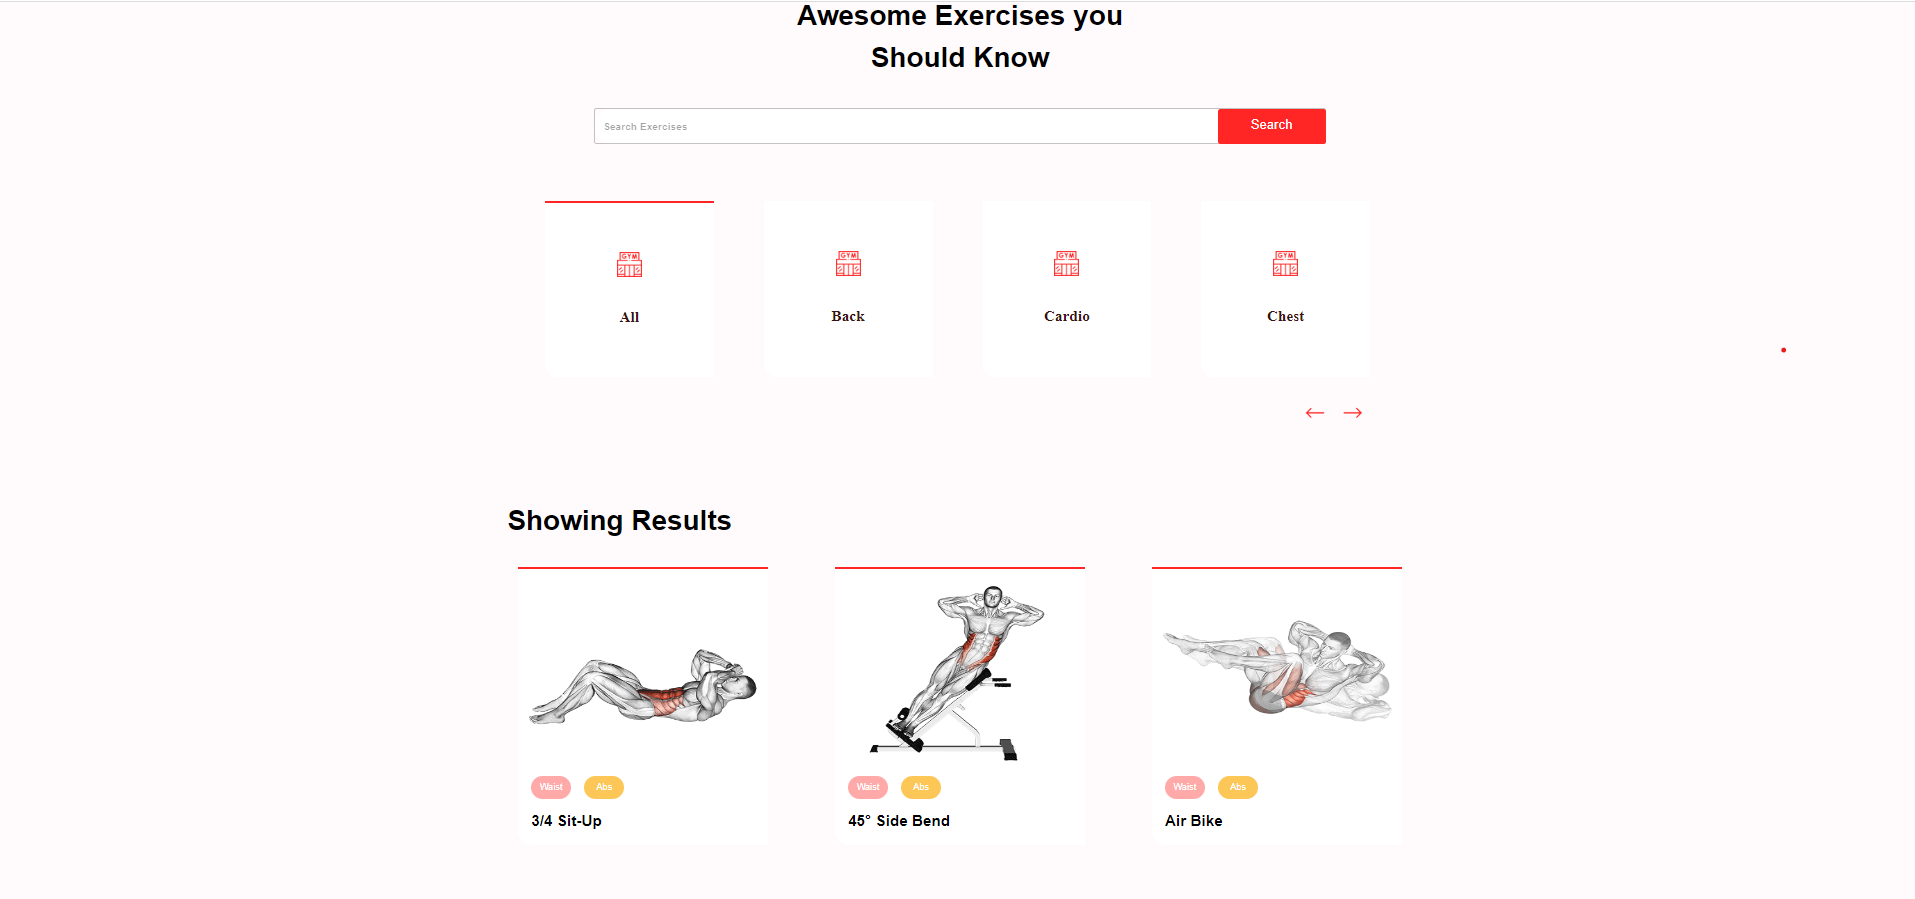 Awesome Exercises you
Should Know
Search Exercises
Search
GYM
GYM
GYM
GYM
All
Back
Cardio
Chest
Showing Results
Waist
Abs
Waist
Abs
Waist
Abs
3/4 Sit-Up
45° Side Bend
Air Bike